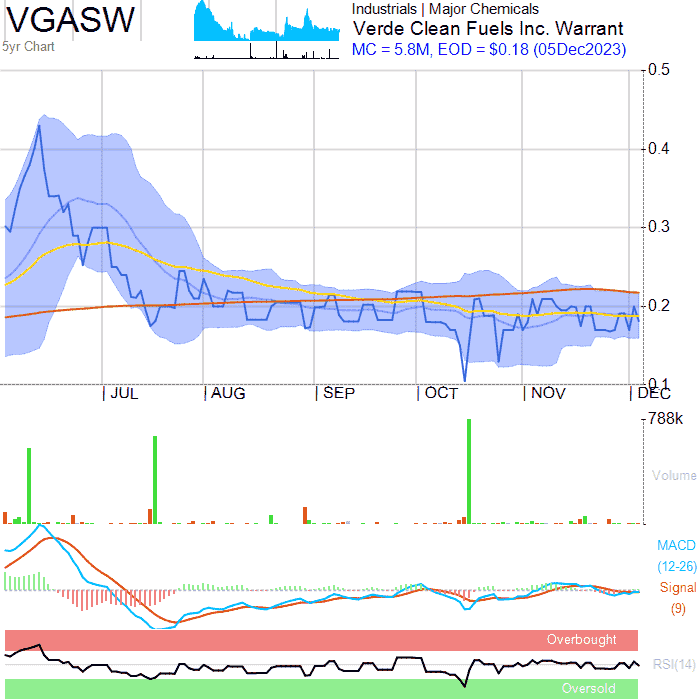 VGASW
5yr Chart
Industrials | Major Chemicals
Verde Clean Fuels Inc. Warrant
MC = 5.8M, EOD = $0.18 (05Dec2023)
0.5
0.4
0.3
0.2
0.1
JUL AUG SEP OCT NOV DEC
788k
Volume
MACD
(12-26)
Signal
(9)
Overbought
RSI(14)
Oversold